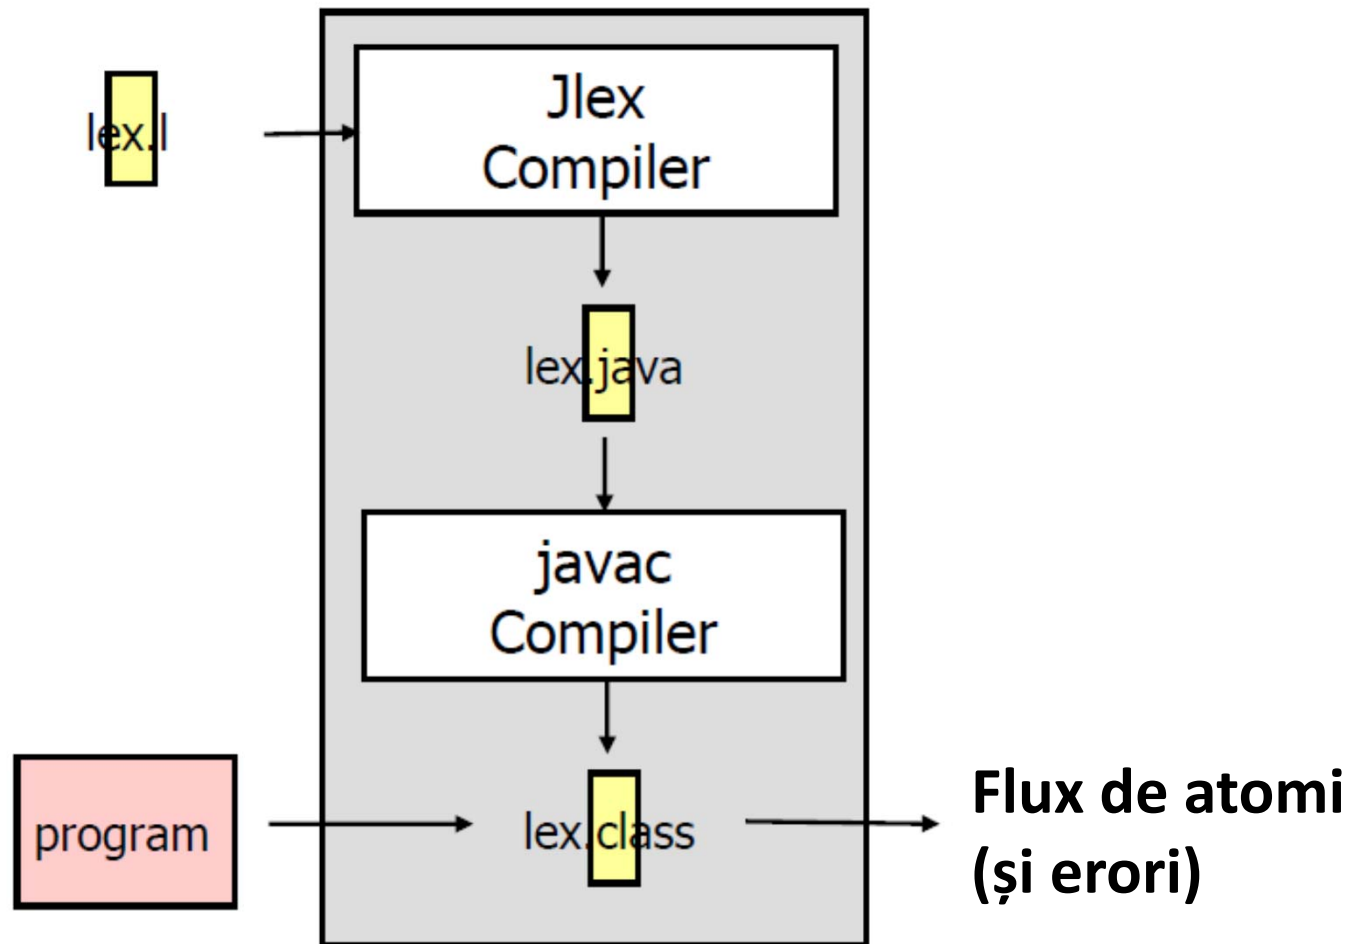 Jlex
Compiler
lex.l
lex.java
javac
Compiler
program
lex.class
Flux de atomi
(și erori)